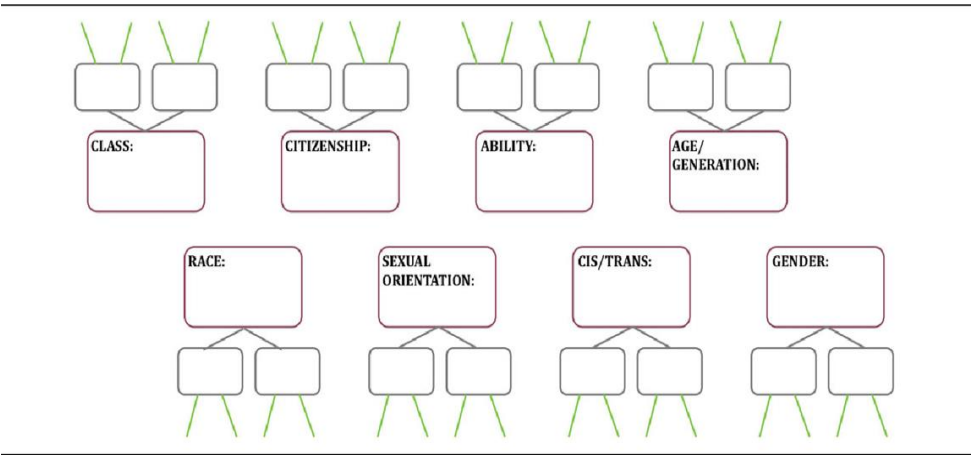 CLASS:
CITIZENSHIP:
ABILITY:
AGE/
GENERATION:
RACE:
SEXUAL
ORIENTATION:
CIS/TRANS:
GENDER: